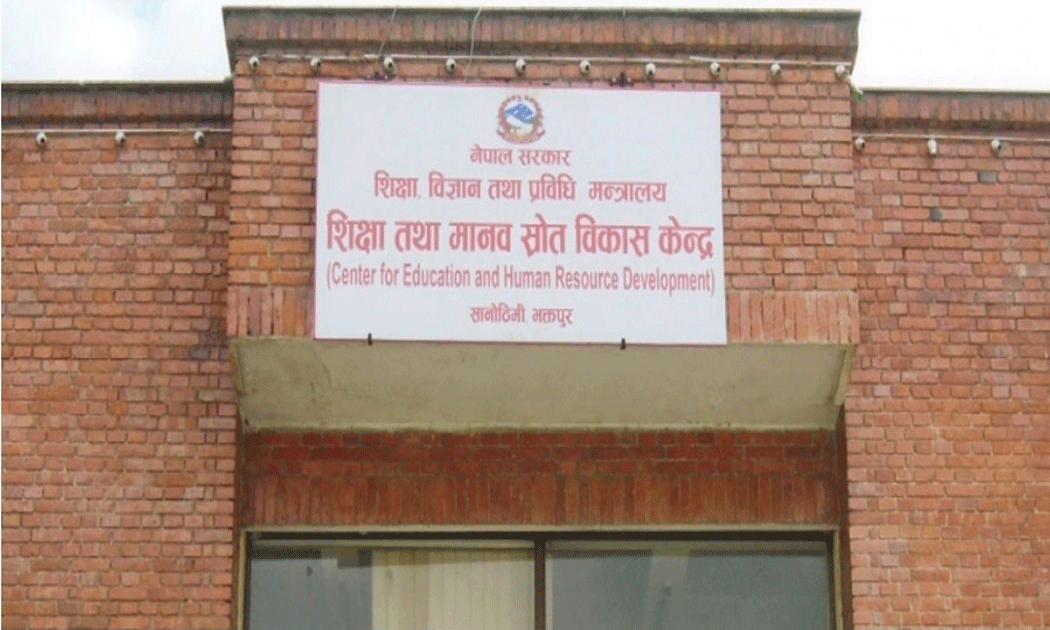 नेपाल सरकार
शिक्षा, विज्ञान तथा प्रविधि मन्त्रालय
शिक्षा तथा मानव स्रोत विकास केन्द्र
(Center for Education and Human Resource Development)
सानोठिमी, भक्तपुर